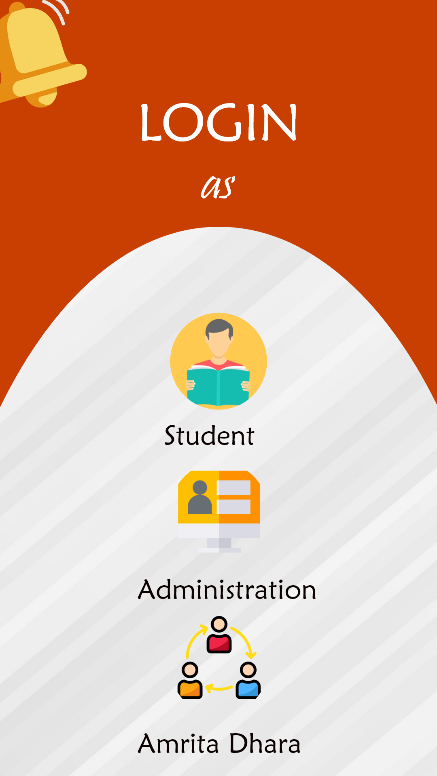 LOGIN
as
Student
Administration
Amrita Dhara